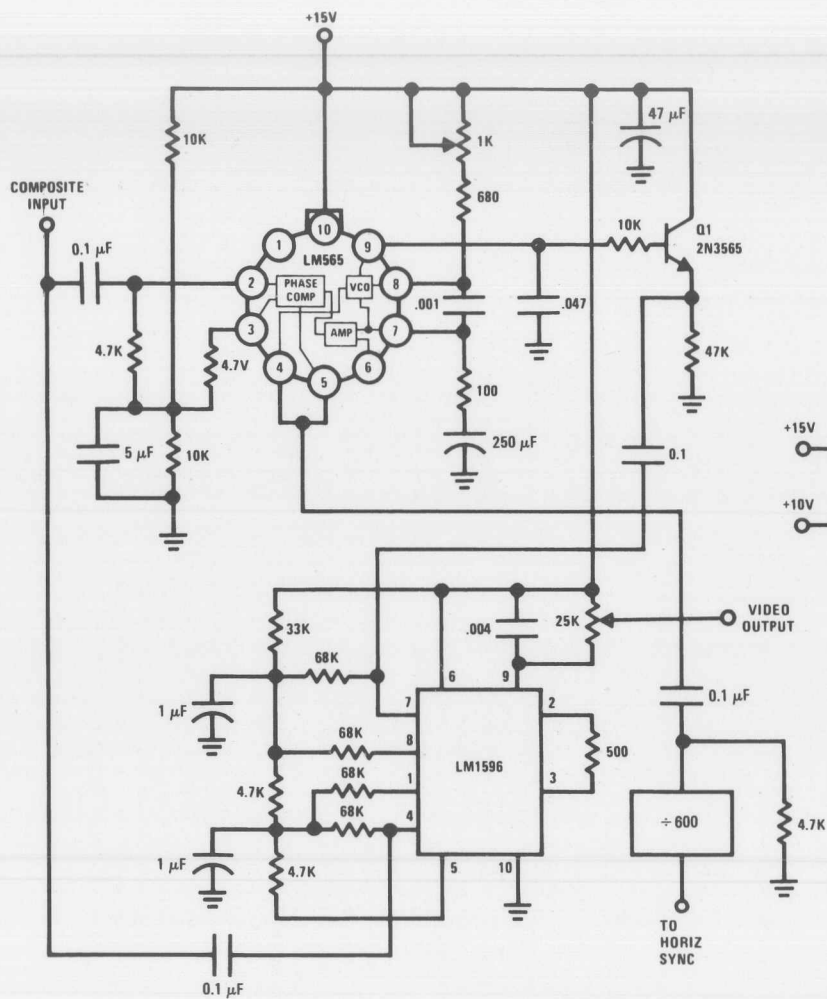 +15V
10K
1K
47 µF
COMPOSITE
INPUT
680
0.1 µF
10
1
LM565
9
10K
Q1
2N3565
2
PHASE
COMP
VCO
8
.001
.047
3
AMP
7
4.7K
4.7V
4
5
6
100
47K
5 µF
10K
250 µF
0.1
+15V
+10V
33K
.004
25K
VIDEO
OUTPUT
68K
6
9
1 µF
7
2
0.1 µF
68K
8
LM1596
500
68K
1
3
4.7K
68K
4
÷ 600
4.7K
1 µF
4.7K
5
10
TO
HORIZ
SYNC
0.1 µF